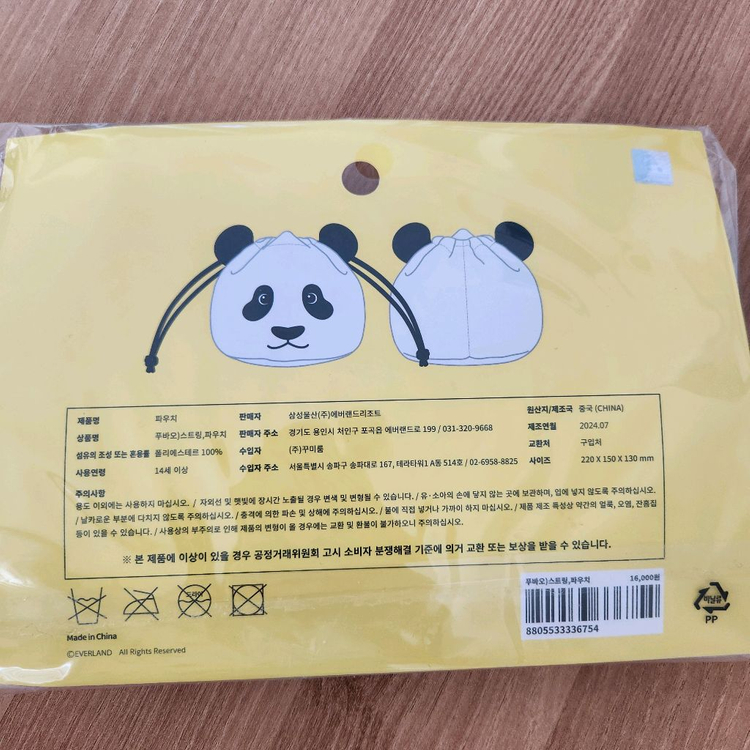 제품명 파우치 판매자 삼성물산(주)에버랜드리조트 원산지/제조국 중국 (CHINA)
상품명 푸바오)스트링,파우치 판매자 주소 경기도 용인시 처인구 포곡읍 에버랜드로 199 / 031-320-9668 제조연월 2024.07
섬유의 조성 또는 혼용률 폴리에스테르 100% 수입자 (주)꾸미룸 교환처 구입처
사용연령 14세 이상 수입자 주소 서울특별시 송파구 송파대로 167, 테라타워1 A동 514호 / 02-6958-8825 사이즈 220 X 150 X 130 mm
주의사항
용도 이외에는 사용하지 마십시오. / 자외선 및 햇빛에 장시간 노출될 경우 변색 및 변형될 수 있습니다. / 유·소아의 손에 닿지 않는 곳에 보관하며, 입에 넣지 않도록 주의하십시오.
/ 날카로운 부분에 다치지 않도록 주의하십시오. / 충격에 의한 파손 및 상해에 주의하십시오. / 불에 직접 넣거나 가까이 하지 마십시오. / 제품 제조 특성상 약간의 얼룩, 오염, 잔흠집
등이 있을 수 있습니다. / 사용상의 부주의로 인해 제품의 변형이 올 경우에는 교환 및 환불이 불가하오니 주의하십시오.
※ 본 제품에 이상이 있을 경우 공정거래위원회 고시 소비자 분쟁해결 기준에 의거 교환 또는 보상을 받을 수 있습니다.
드라이
푸바오)스트링,파우치 16,000원
8805533336754
비닐류
PP
Made in China
©EVERLAND All Rights Reserved